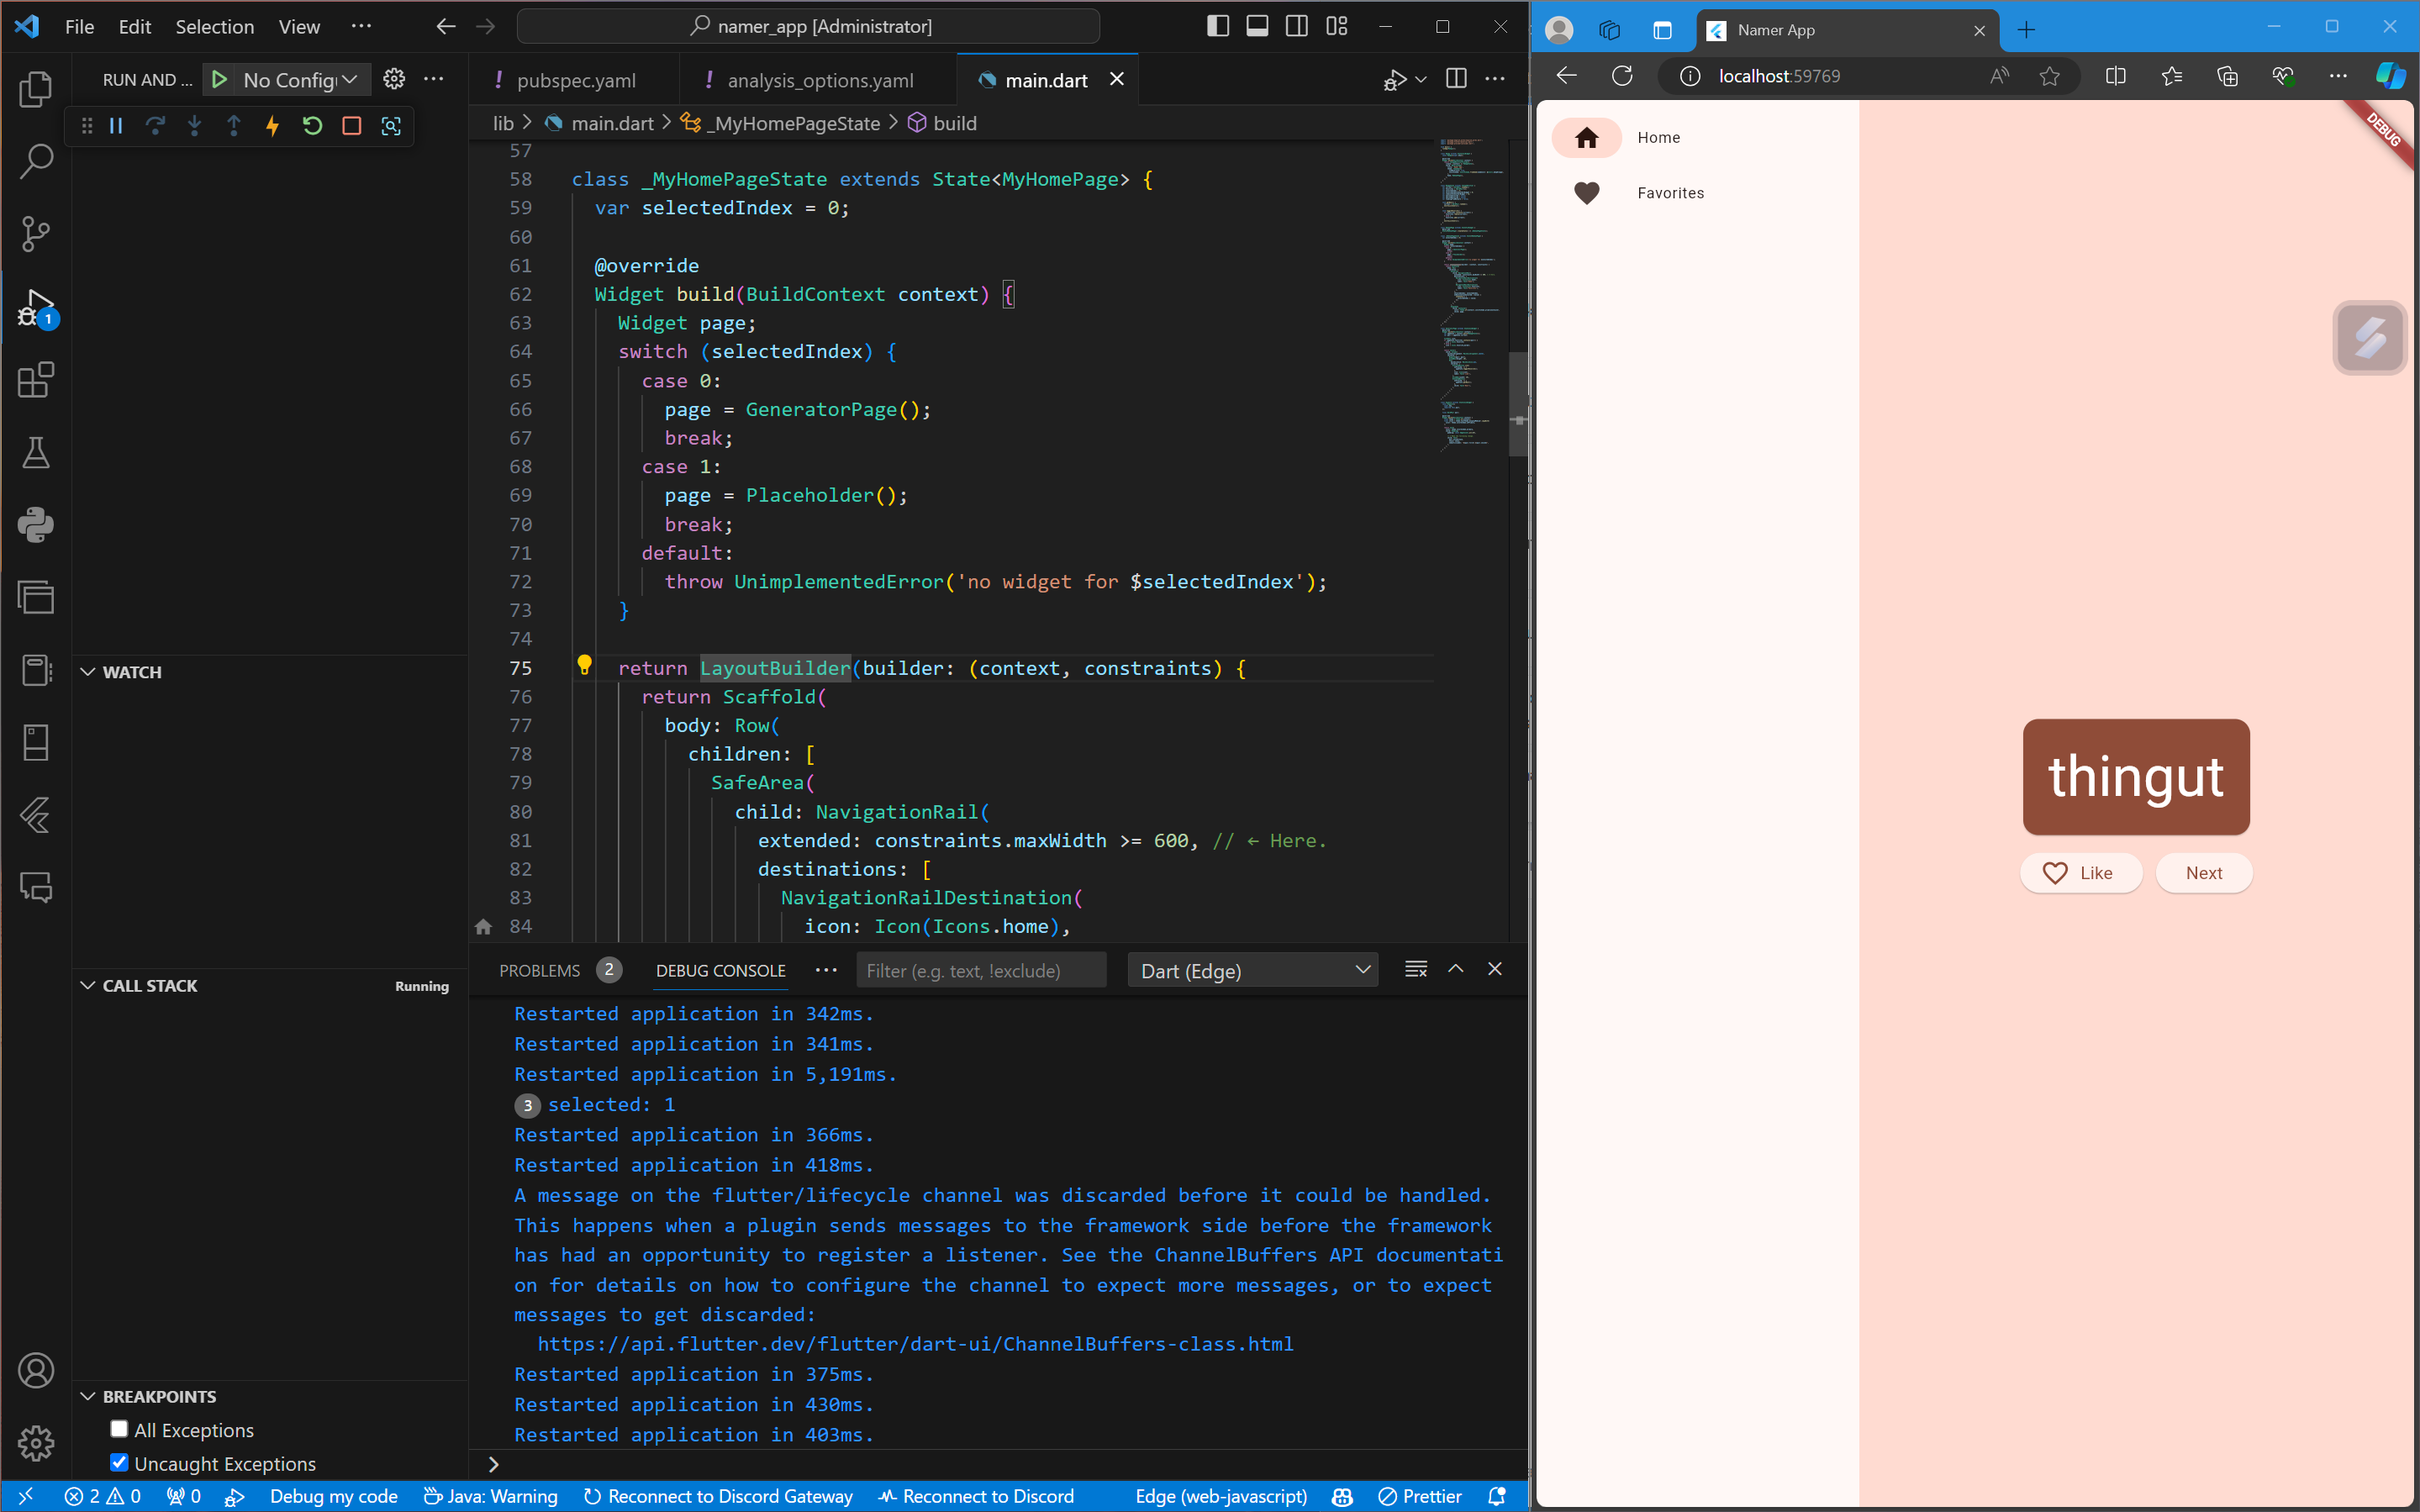 File Edit Selection View ···
namer_app [Administrator]
RUN AND ... No Config
pubspec.yaml
analysis_options.yaml
main.dart
lib > main.dart > _MyHomePageState > build
57
58 class _MyHomePageState extends State<MyHomePage> {
59 var selectedIndex = 0;
60
61 @override
62 Widget build(BuildContext context) {
63 Widget page;
64 switch (selectedIndex) {
65 case 0:
66 page = GeneratorPage();
67 break;
68 case 1:
69 page = Placeholder();
70 break;
71 default:
72 throw UnimplementedError('no widget for $selectedIndex');
73 }
74
75 return LayoutBuilder(builder: (context, constraints) {
76 return Scaffold(
77 body: Row(
78 children: [
79 SafeArea(
80 child: NavigationRail(
81 extended: constraints.maxWidth >= 600, // ← Here.
82 destinations: [
83 NavigationRailDestination(
84 icon: Icon(Icons.home),
1
WATCH
CALL STACK Running
BREAKPOINTS
All Exceptions
Uncaught Exceptions
PROBLEMS 2 DEBUG CONSOLE ··· Filter (e.g. text, !exclude) Dart (Edge)
Restarted application in 342ms.
Restarted application in 341ms.
Restarted application in 5,191ms.
3 selected: 1
Restarted application in 366ms.
Restarted application in 418ms.
A message on the flutter/lifecycle channel was discarded before it could be handled.
This happens when a plugin sends messages to the framework side before the framework
has had an opportunity to register a listener. See the ChannelBuffers API documentati
on for details on how to configure the channel to expect more messages, or to expect
messages to get discarded:
https://api.flutter.dev/flutter/dart-ui/ChannelBuffers-class.html
Restarted application in 375ms.
Restarted application in 430ms.
Restarted application in 403ms.
2 0 0 Debug my code Java: Warning Reconnect to Discord Gateway Reconnect to Discord Edge (web-javascript) Prettier
Namer App
localhost:59769
DEBUG
Home
Favorites
thingut
Like
Next